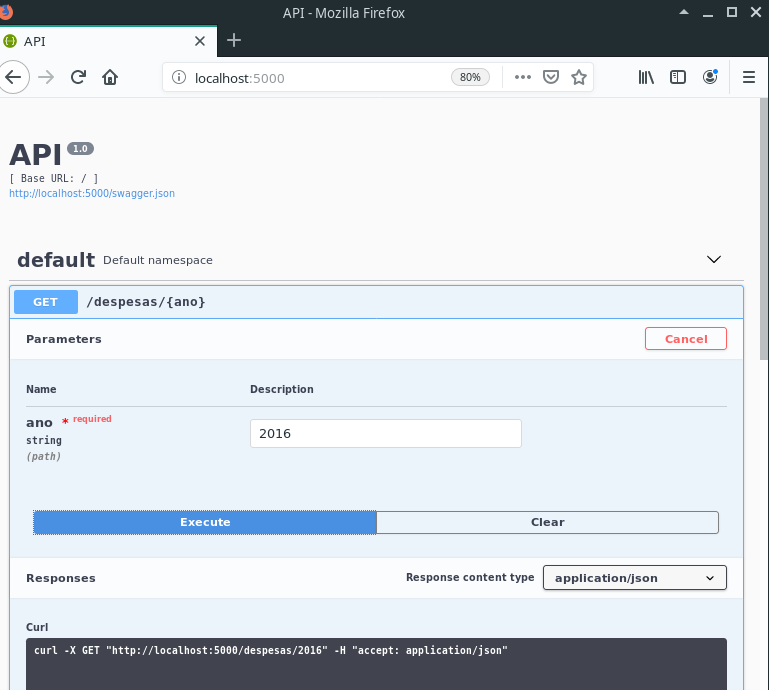 API - Mozilla Firefox
API
localhost:5000
80%
API 1.0
[ Base URL: / ]
http://localhost:5000/swagger.json
default Default namespace
GET /despesas/{ano}
Parameters
Cancel
Name Description
ano * required
2016
string
(path)
Execute Clear
Responses Response content type application/json
Curl
curl -X GET "http://localhost:5000/despesas/2016" -H "accept: application/json"